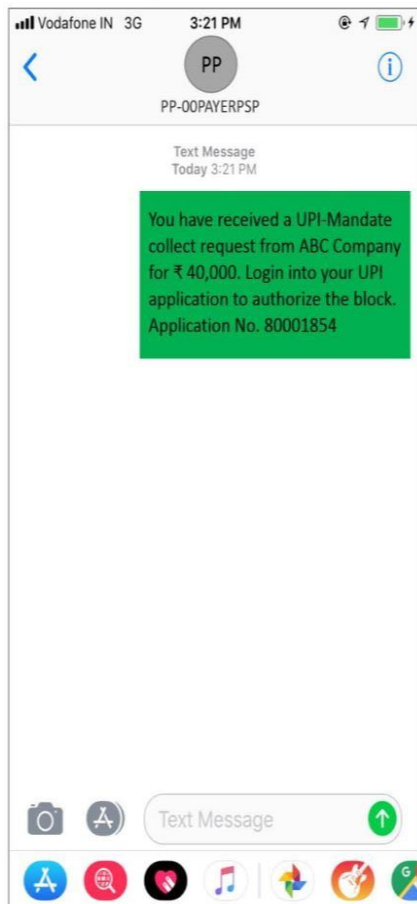 Vodafone IN 3G 3:21 PM
PP
PP-OOPAYERPSP
Text Message
Today 3:21 PM
You have received a UPI-Mandate
collect request from ABC Company
for ₹ 40,000. Login into your UPI
application to authorize the block.
Application No. 80001854
Text Message
G